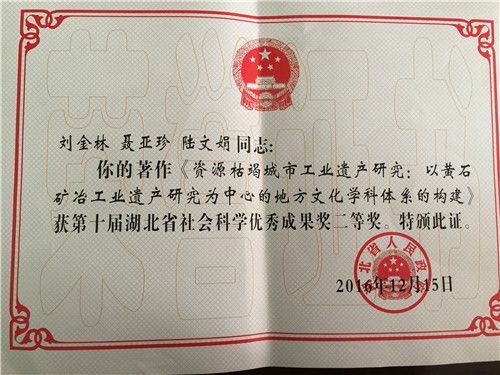 刘金林 聂亚珍 陆文娟同志:
你的著作《资源枯竭城市工业遗产研究：以黄石
矿冶工业遗产研究为中心的地方文化学科体系的构建》
获第十届湖北省社会科学优秀成果奖二等奖。特颁此证。
北省人民政
2016年12月15日